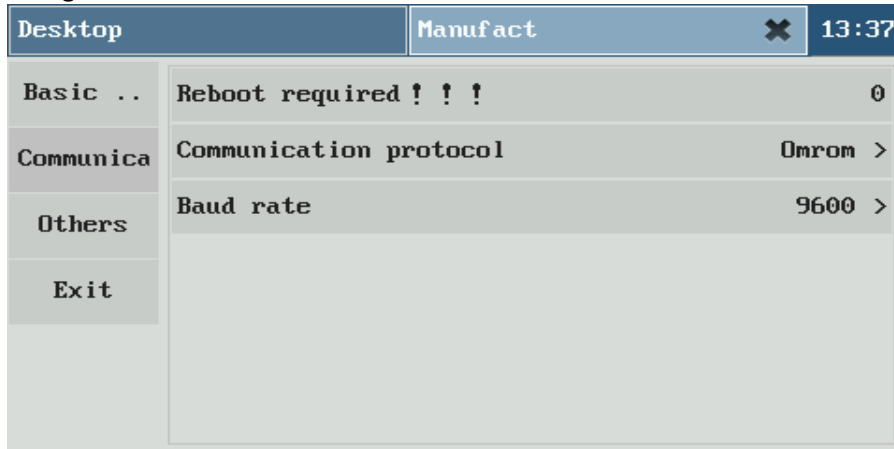 Desktop Manufact ✖ 13:37
Basic ..
Communica
Others
Exit
Reboot required!!! 0
Communication protocol Omrom >
Baud rate 9600 >